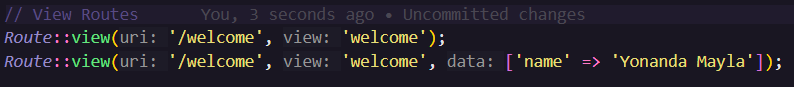 // View Routes You, 3 seconds ago • Uncommitted changes
Route::view(uri: '/welcome', view: 'welcome');
Route::view(uri: '/welcome', view: 'welcome', data: ['name' => 'Yonanda Mayla']);